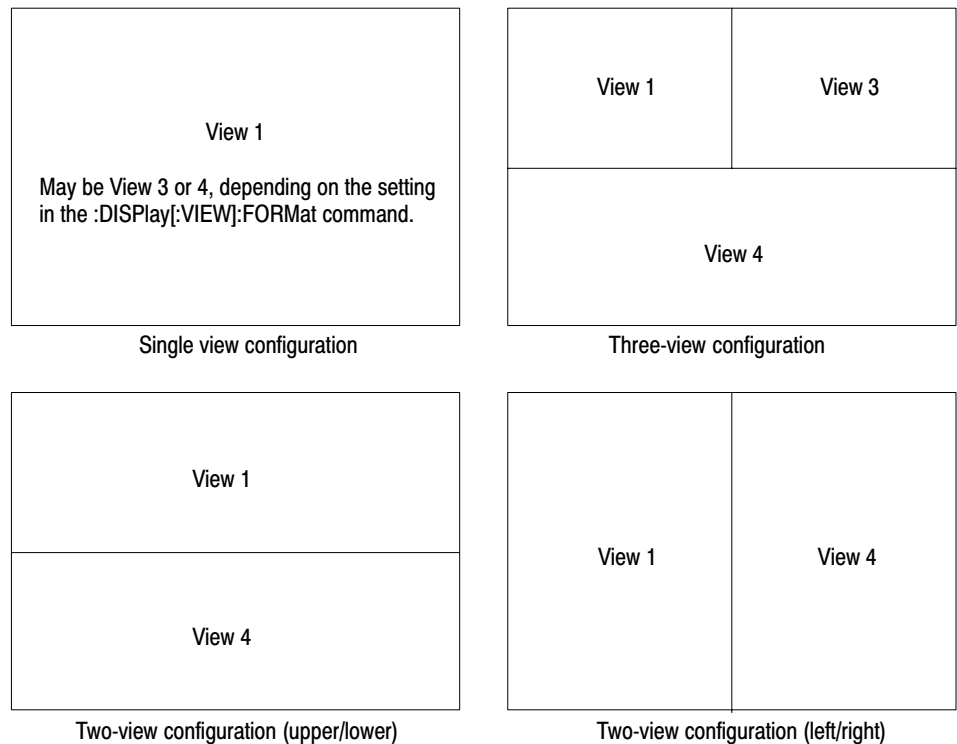 View 1
May be View 3 or 4, depending on the setting
in the :DISPlay[:VIEW]:FORMat command.
Single view configuration
View 1
View 3
View 4
Three-view configuration
View 1
View 4
Two-view configuration (upper/lower)
View 1
View 4
Two-view configuration (left/right)